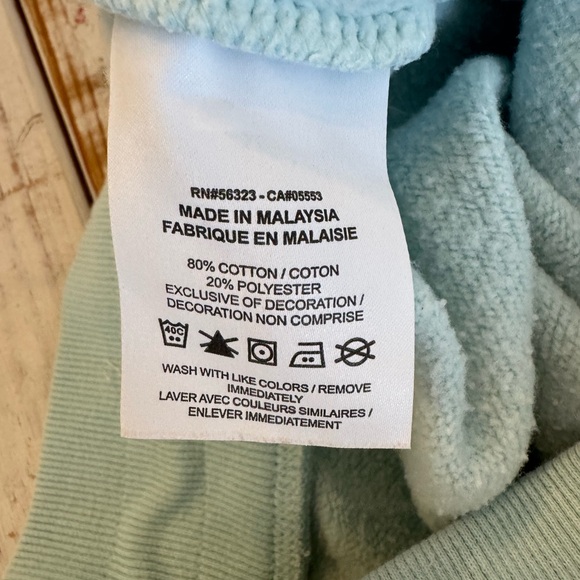 RN#56323 - CA#05553
MADE IN MALAYSIA
FABRIQUE EN MALAISIE
80% COTTON / COTON
20% POLYESTER
EXCLUSIVE OF DECORATION /
DECORATION NON COMPRISE
40C
WASH WITH LIKE COLORS / REMOVE
IMMEDIATELY
LAVER AVEC COULEURS SIMILAIRES /
ENLEVER IMMEDIATEMENT